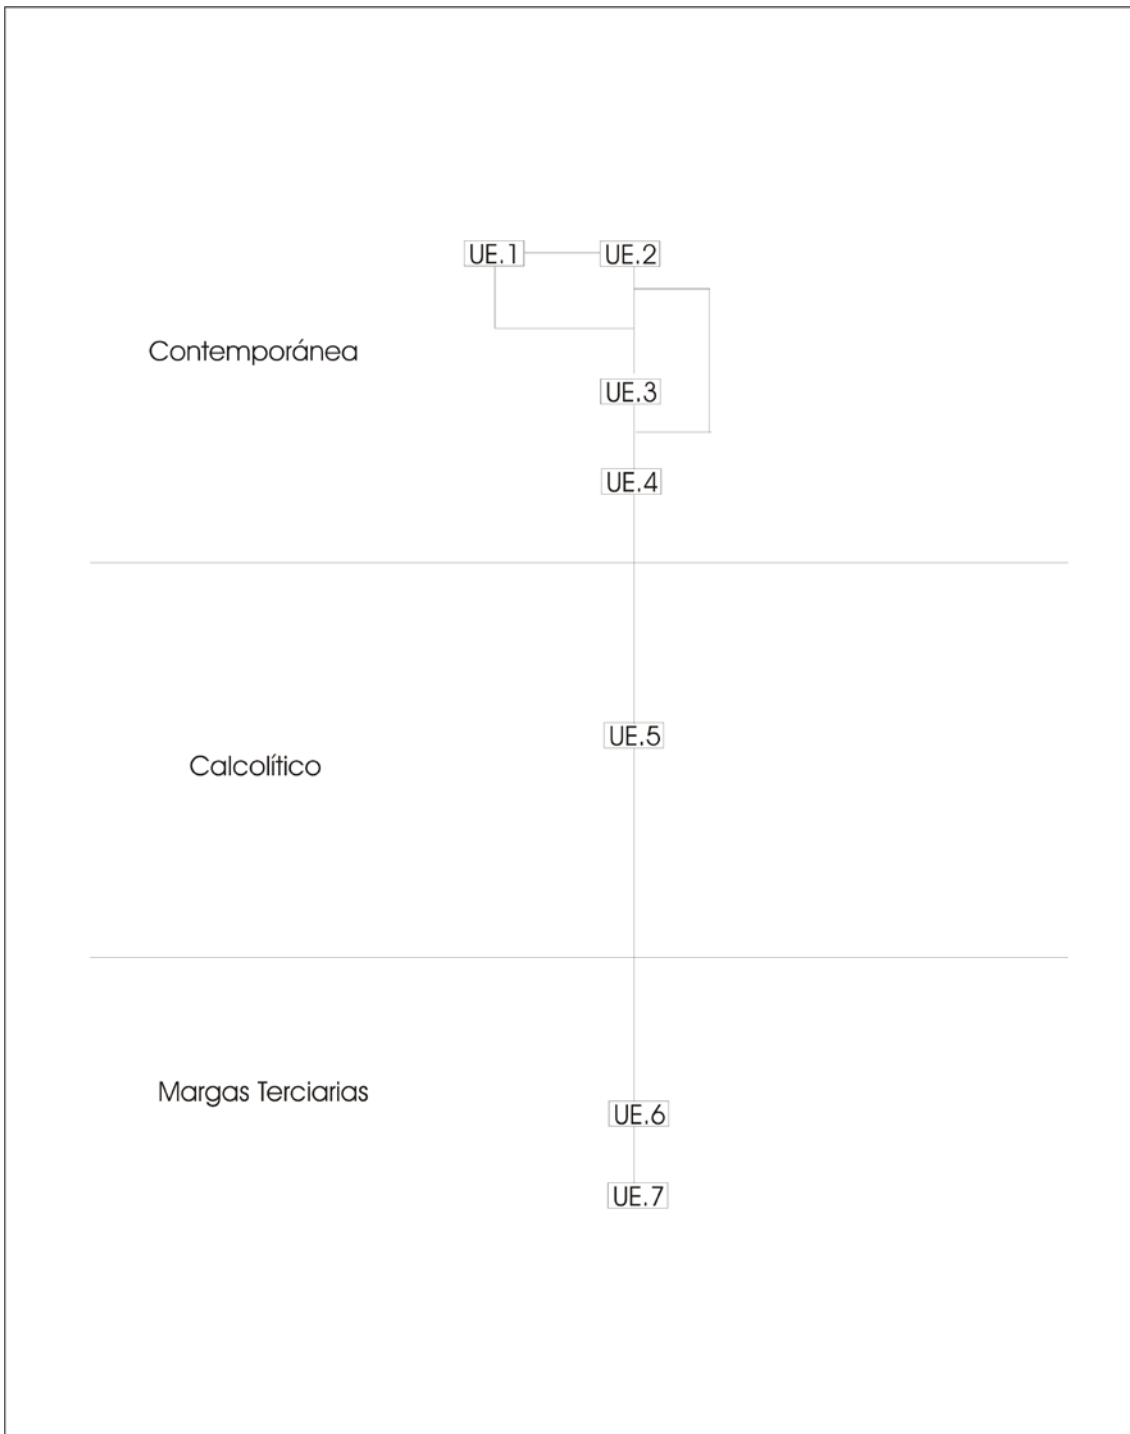 UE.1 UE.2
Contemporánea
UE.3
UE.4
UE.5
Calcolítico
Margas Terciarias
UE.6
UE.7